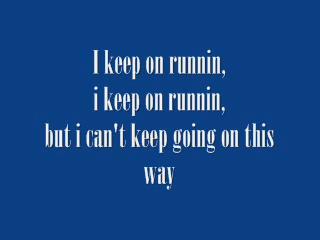 I keep on runnin,
i keep on runnin,
but i can't keep going on this
way